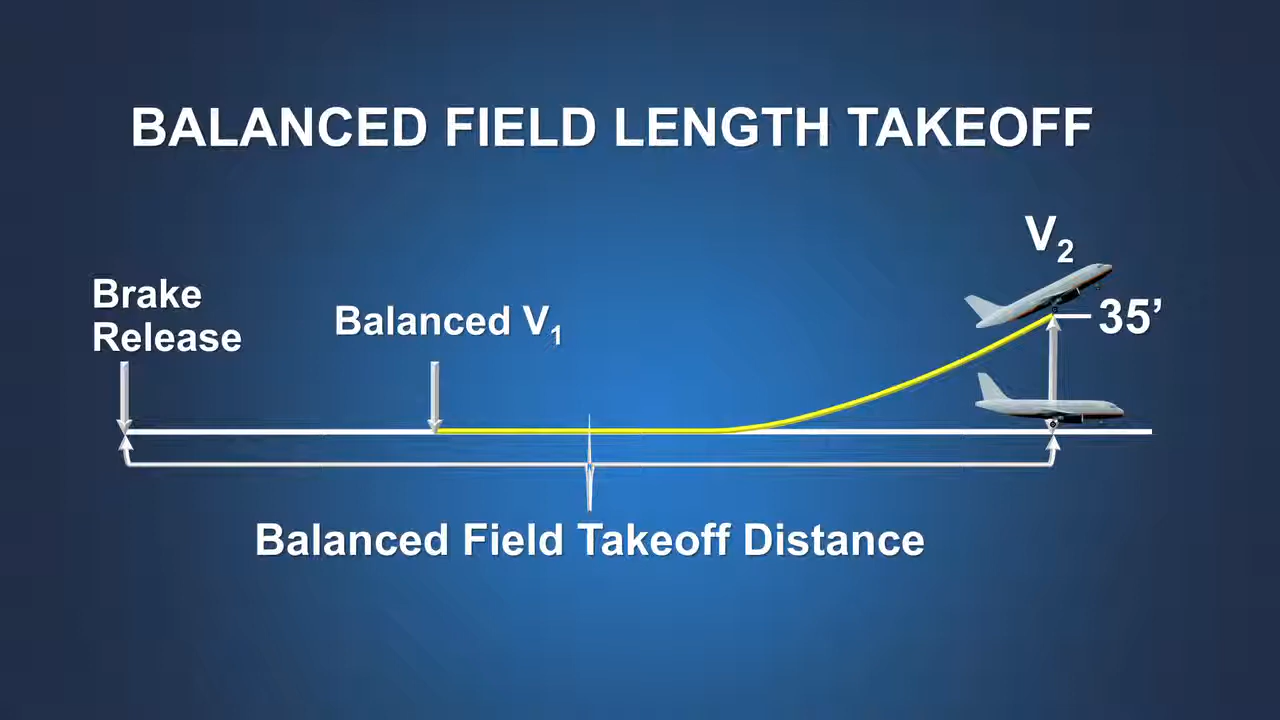 BALANCED FIELD LENGTH TAKEOFF
V₂
Brake
Release
Balanced V₁
35’
Balanced Field Takeoff Distance